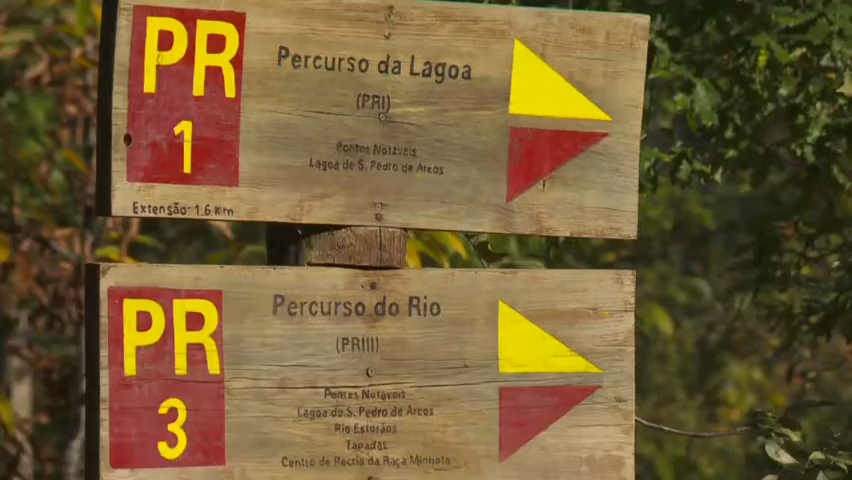 PR
1
Percurso da Lagoa
(PRI)
Pontos Notáveis
Lagoa de S. Pedro de Arcos
Extensão: 1.6 Km
PR
3
Percurso do Rio
(PRIII)
Pontos Notáveis
Lagoa de S. Pedro de Arcos
Rio Estorãos
Tapadas
Centro de Recria da Raça Minhota